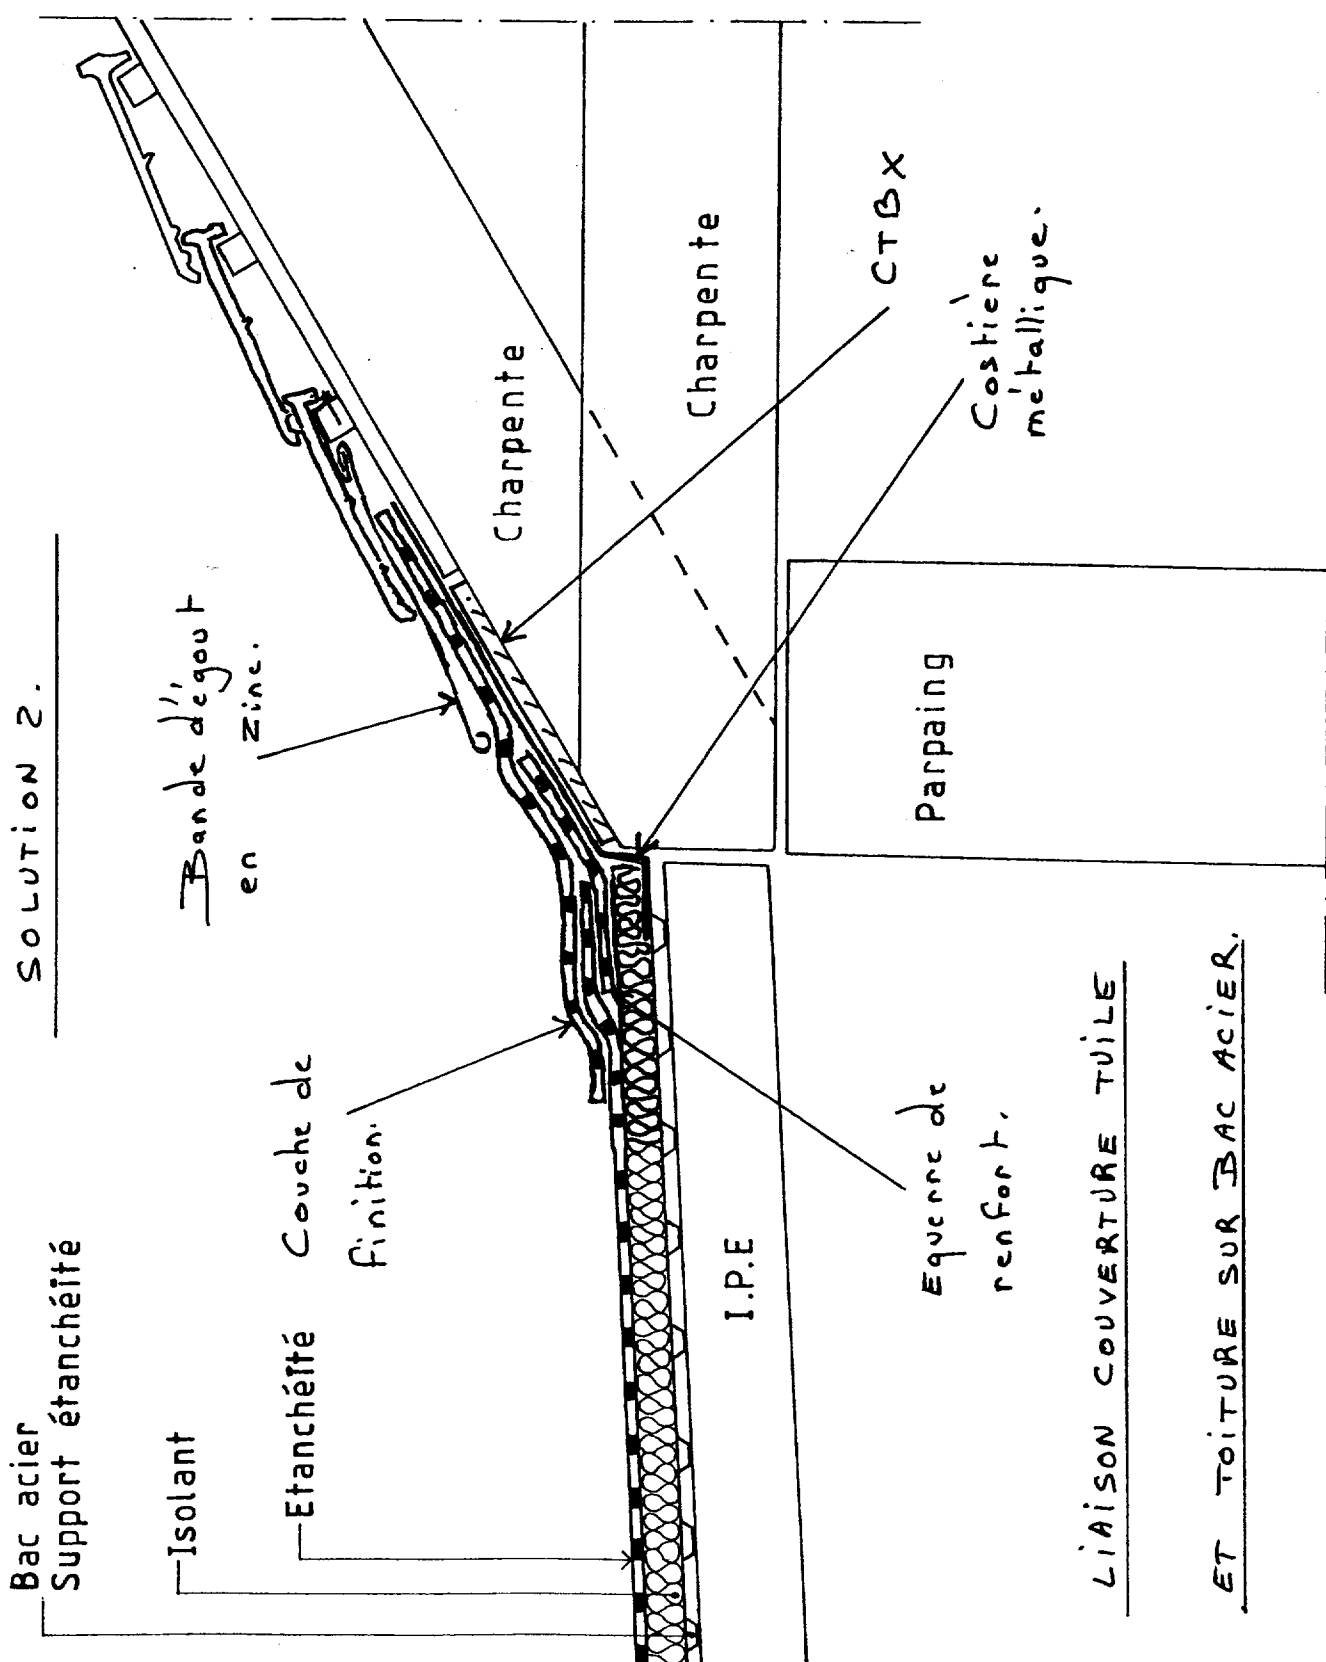 SOLUTION 2.
Bac acier
Support étanchéité
Isolant
Etanchéité
Couche de
finition.
Bande d'égout
en zinc.
Charpente
Charpente
CTBX
Costière
métallique.
Parpaing
I.P.E
Equerre de
renfort.
LIAISON COUVERTURE TUILE
ET TOITURE SUR BAC ACIER.